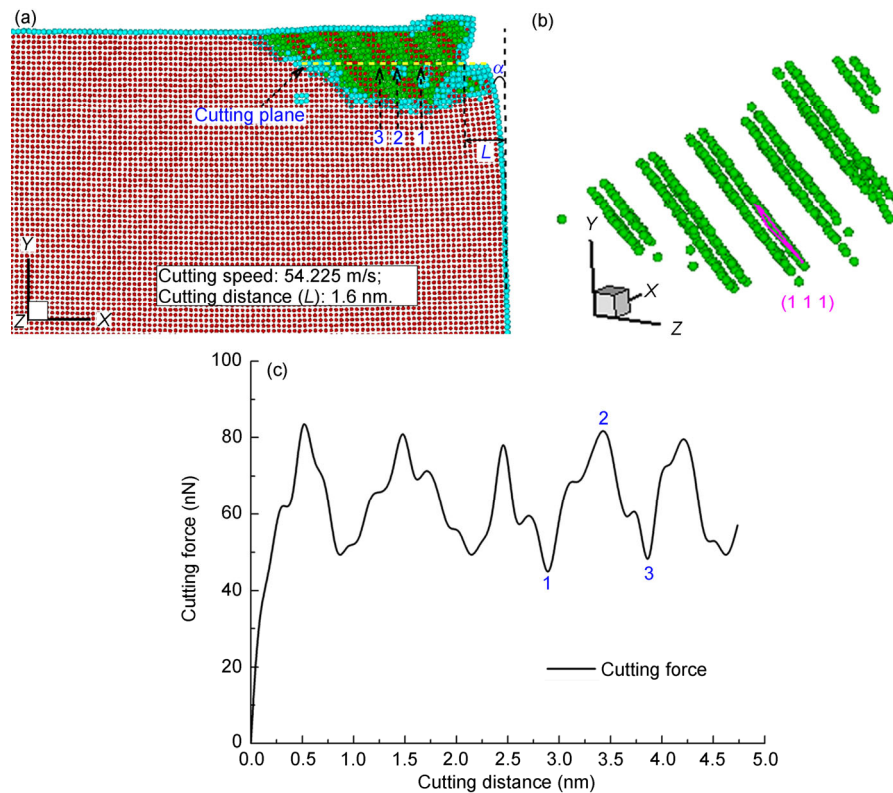 (a)
α
Cutting plane
3 2 1
L
Cutting speed: 54.225 m/s;
Cutting distance (L): 1.6 nm.
Y
Z X
(b)
Y
X
Z
(1 1 1)
(c)
Cutting force (nN)
100
80
60
40
20
0
2
1
3
Cutting force
0.0 0.5 1.0 1.5 2.0 2.5 3.0 3.5 4.0 4.5 5.0
Cutting distance (nm)